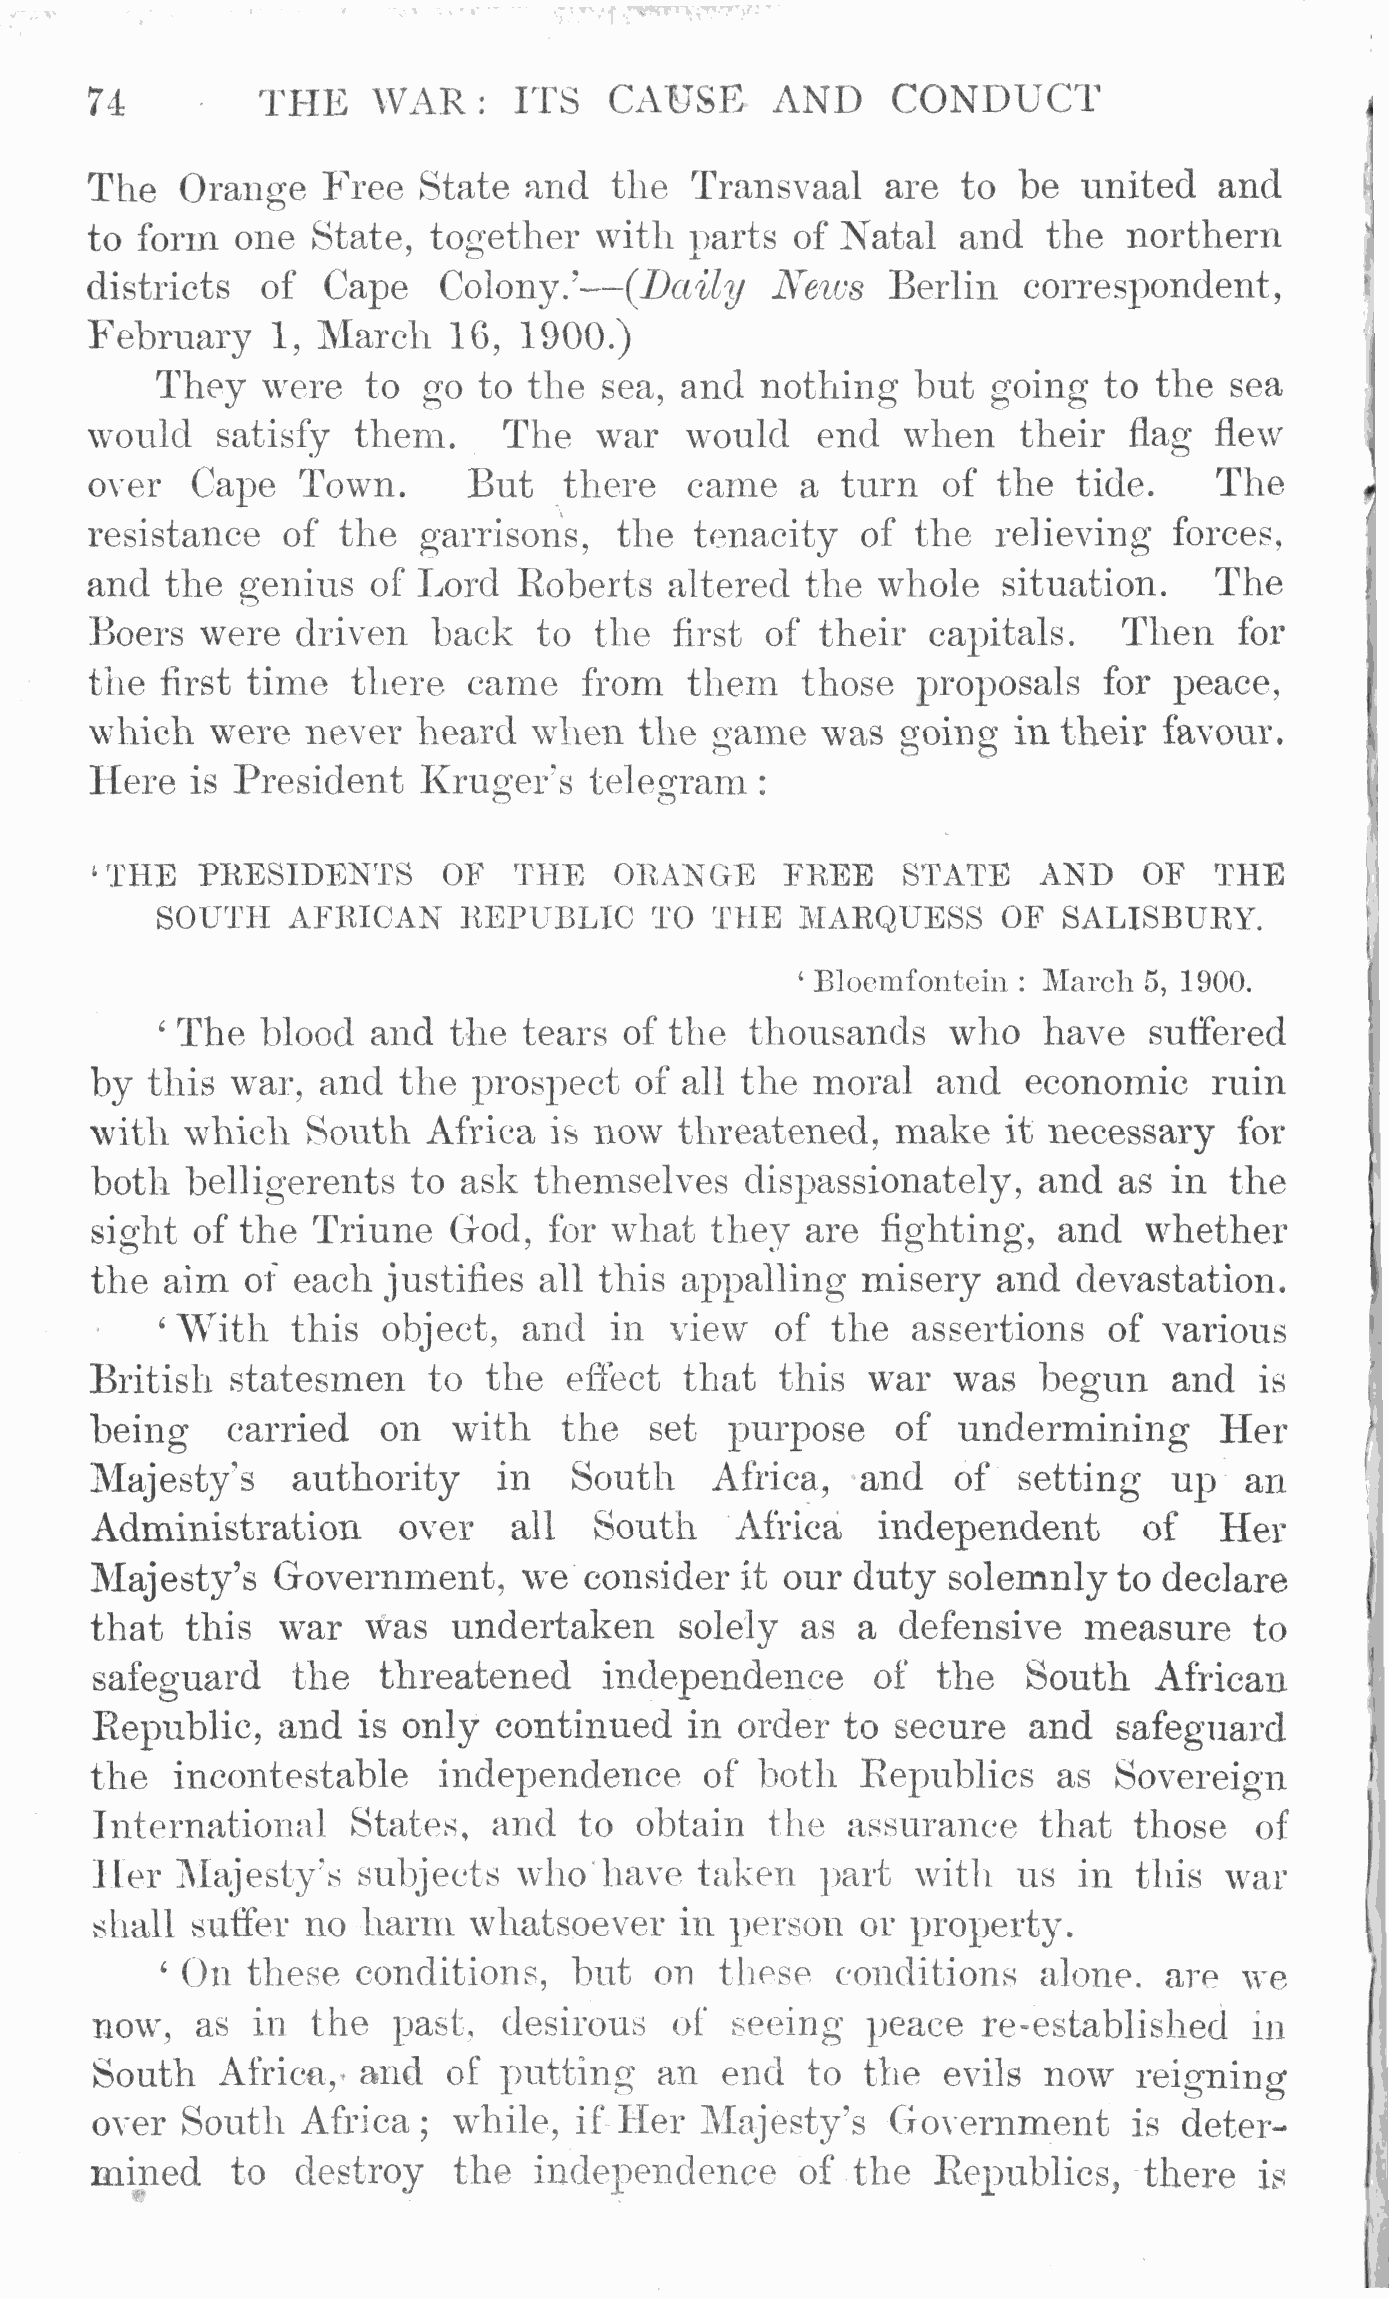 74 THE WAR: ITS CAUSE AND CONDUCT
The Orange Free State and the Transvaal are to be united and
to form one State, together with parts of Natal and the northern
districts of Cape Colony.'—(Daily News Berlin correspondent,
February 1, March 16, 1900.)
They were to go to the sea, and nothing but going to the sea
would satisfy them. The war would end when their flag flew
over Cape Town. But there came a turn of the tide. The
resistance of the garrisons, the tenacity of the relieving forces,
and the genius of Lord Roberts altered the whole situation. The
Boers were driven back to the first of their capitals. Then for
the first time there came from them those proposals for peace,
which were never heard when the game was going in their favour.
Here is President Kruger's telegram :
'THE PRESIDENTS OF THE ORANGE FREE STATE AND OF THE
SOUTH AFRICAN REPUBLIC TO THE MARQUESS OF SALISBURY.
' Bloemfontein : March 5, 1900.
' The blood and the tears of the thousands who have suffered
by this war, and the prospect of all the moral and economic ruin
with which South Africa is now threatened, make it necessary for
both belligerents to ask themselves dispassionately, and as in the
sight of the Triune God, for what they are fighting, and whether
the aim of each justifies all this appalling misery and devastation.
' With this object, and in view of the assertions of various
British statesmen to the effect that this war was begun and is
being carried on with the set purpose of undermining Her
Majesty's authority in South Africa, and of setting up an
Administration over all South Africa independent of Her
Majesty's Government, we consider it our duty solemnly to declare
that this war was undertaken solely as a defensive measure to
safeguard the threatened independence of the South African
Republic, and is only continued in order to secure and safeguard
the incontestable independence of both Republics as Sovereign
International States, and to obtain the assurance that those of
Her Majesty's subjects who have taken part with us in this war
shall suffer no harm whatsoever in person or property.
' On these conditions, but on these conditions alone. are we
now, as in the past, desirous of seeing peace re-established in
South Africa, and of putting an end to the evils now reigning
over South Africa ; while, if Her Majesty's Government is deter-
mined to destroy the independence of the Republics, there is